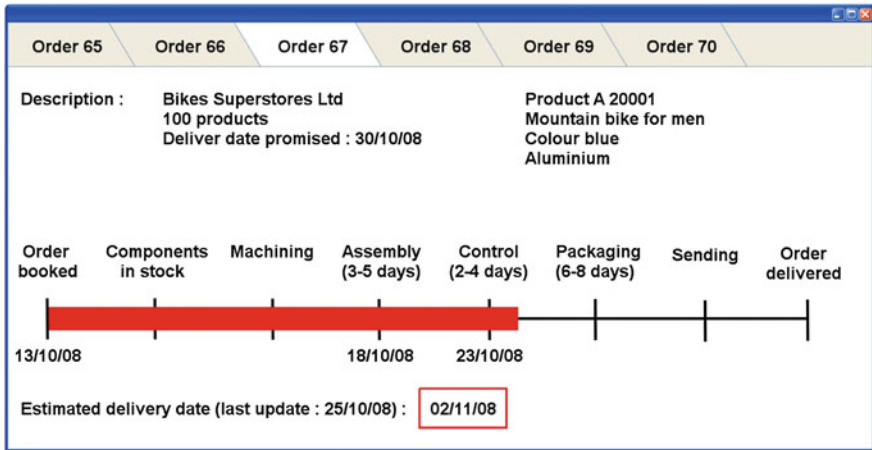 Order 65 Order 66 Order 67 Order 68 Order 69 Order 70
Description : Bikes Superstores Ltd Product A 20001
100 products Mountain bike for men
Deliver date promised : 30/10/08 Colour blue
Aluminium
Order Components Machining Assembly Control Packaging Sending Order
booked in stock (3-5 days) (2-4 days) (6-8 days) delivered
13/10/08 18/10/08 23/10/08
Estimated delivery date (last update : 25/10/08) : 02/11/08